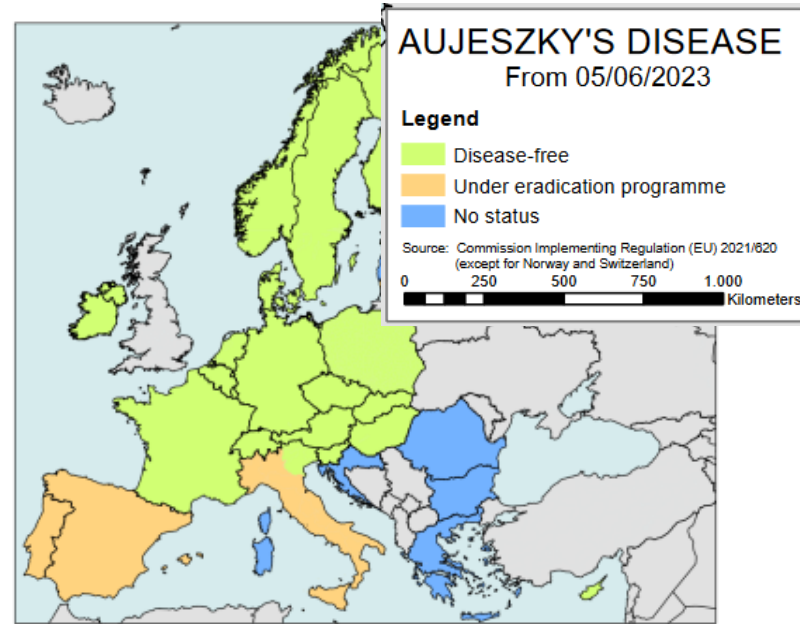 AUJESZKY'S DISEASE
From 05/06/2023
Legend
Disease-free
Under eradication programme
No status
Source: Commission Implementing Regulation (EU) 2021/620
(except for Norway and Switzerland)
0 250 500 750 1.000
Kilometers